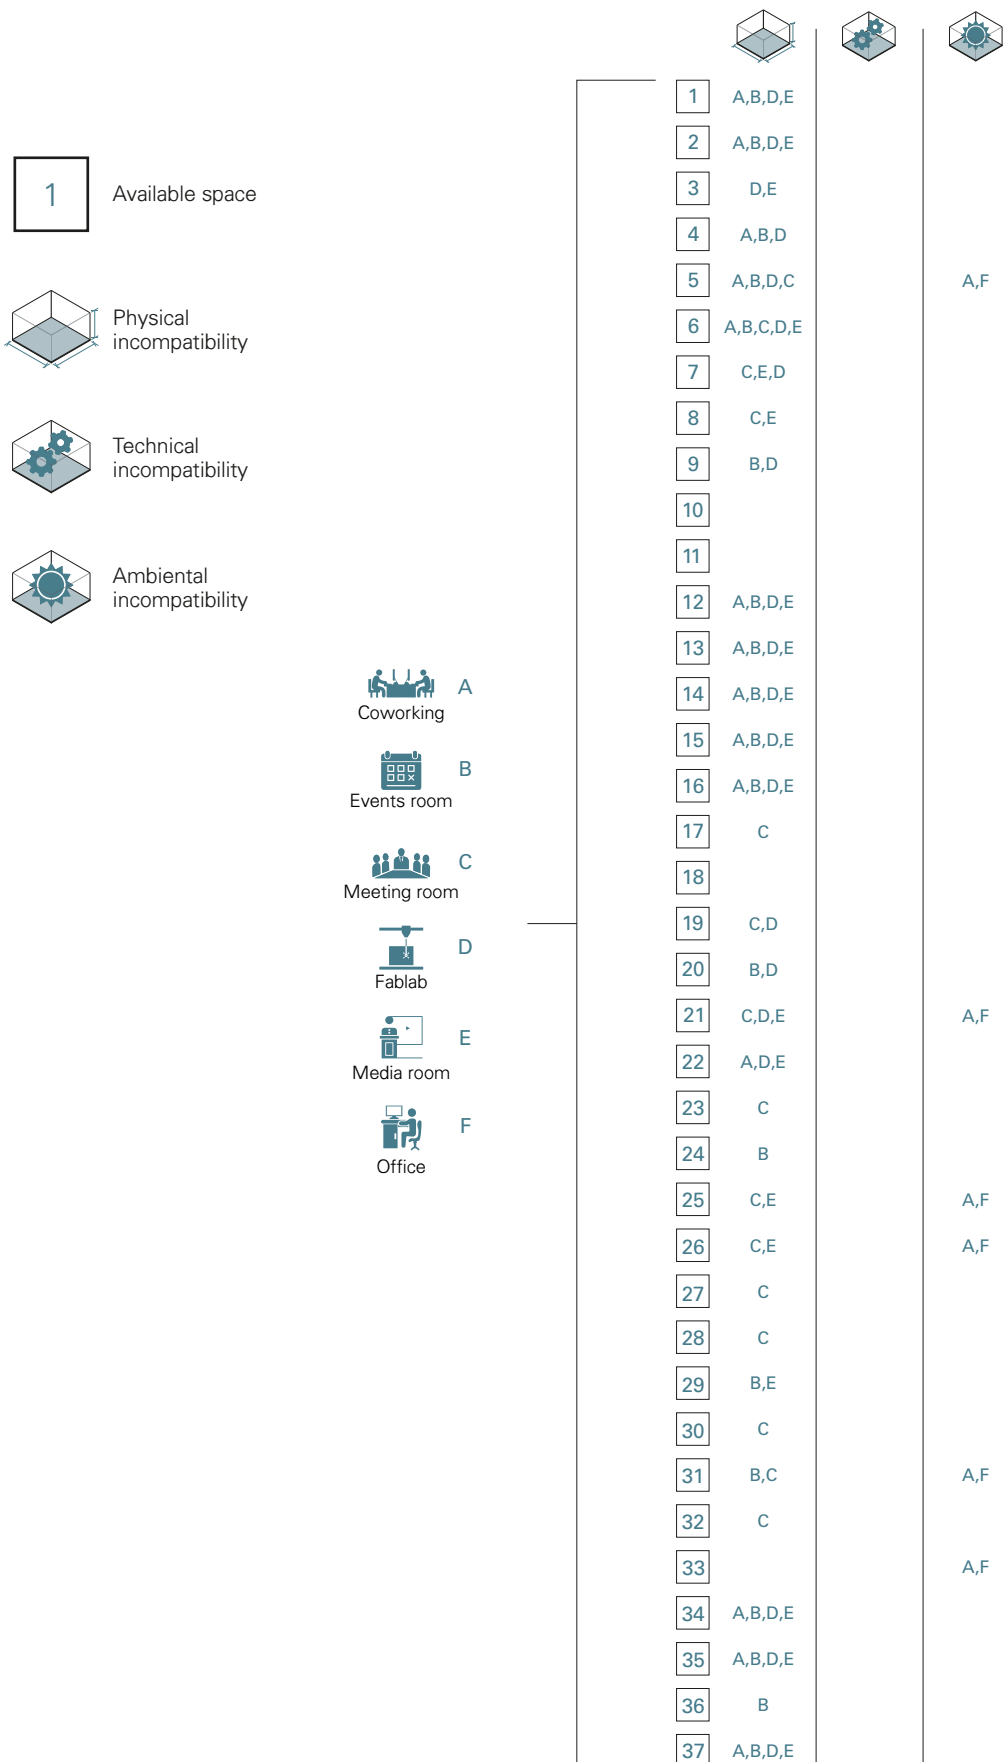 1
Available space
Physical
incompatibility
Technical
incompatibility
Ambiental
incompatibility
A
Coworking
B
Events room
C
Meeting room
D
Fablab
E
Media room
F
Office
1 A,B,D,E
2 A,B,D,E
3 D,E
4 A,B,D
5 A,B,D,C A,F
6 A,B,C,D,E
7 C,E,D
8 C,E
9 B,D
10
11
12 A,B,D,E
13 A,B,D,E
14 A,B,D,E
15 A,B,D,E
16 A,B,D,E
17 C
18
19 C,D
20 B,D
21 C,D,E A,F
22 A,D,E
23 C
24 B
25 C,E A,F
26 C,E A,F
27 C
28 C
29 B,E
30 C
31 B,C A,F
32 C
33 A,F
34 A,B,D,E
35 A,B,D,E
36 B
37 A,B,D,E